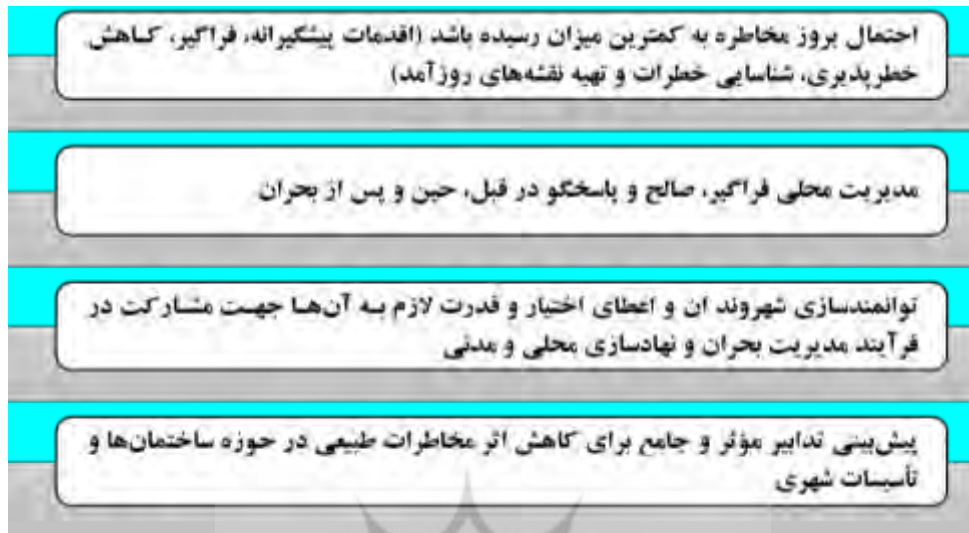 احتمال بروز مخاطره به کمترین میزان رسیده باشد (اقدمات پیشگیرانه، فراگیر، کاهش
خطرپذیری، شناسایی خطرات و تهیه نقشه‌های روزآمد)
مدیریت محلی فراگیر، صالح و پاسخگو در قبل، حین و پس از بحران
توانمندسازی شهروند ان و اعطای اختیار و قدرت لازم به آن‌ها جهت مشارکت در
فرآیند مدیریت بحران و نهادسازی محلی و مدنی
پیش‌بینی تدابیر مؤثر و جامع برای کاهش اثر مخاطرات طبیعی در حوزه ساختمان‌ها و
تأسیسات شهری